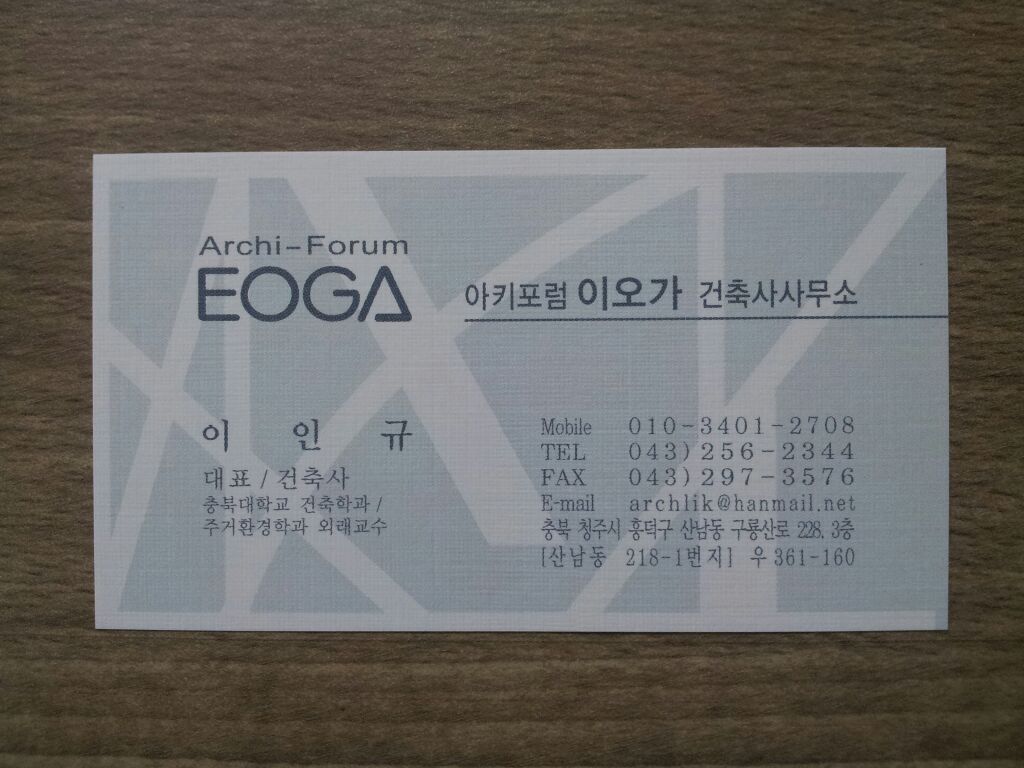 Archi-Forum
EOGA
아키포럼 이오가 건축사사무소
이 인 규
대표 / 건축사
충북대학교 건축학과 /
주거환경학과 외래교수
Mobile 010-3401-2708
TEL 043) 256-2344
FAX 043) 297-3576
E-mail archlik@hanmail.net
충북 청주시 흥덕구 산남동 구룡산로 228. 3층
[산남동 218-1번지] 우 361-160